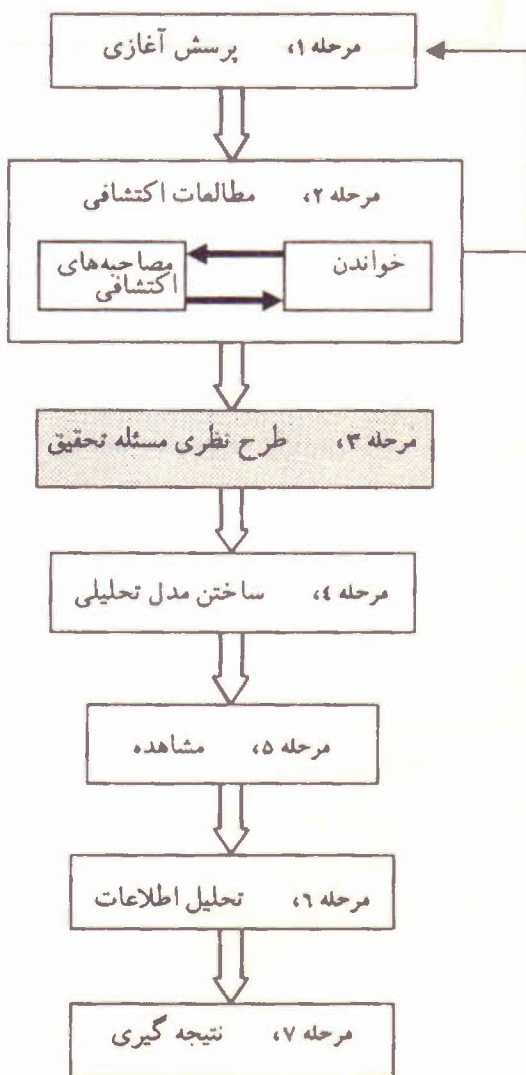 مرحله ۱، پرسش آغازی
مرحله ۲، مطالعات اکتشافی
خواندن
مصاحبه‌های
اکتشافی
مرحله ۳، طرح نظری مسئله تحقیق
مرحله ٤، ساختن مدل تحلیلی
مرحله ۵، مشاهده
مرحله ٦، تحلیل اطلاعات
مرحله ۷، نتیجه گیری